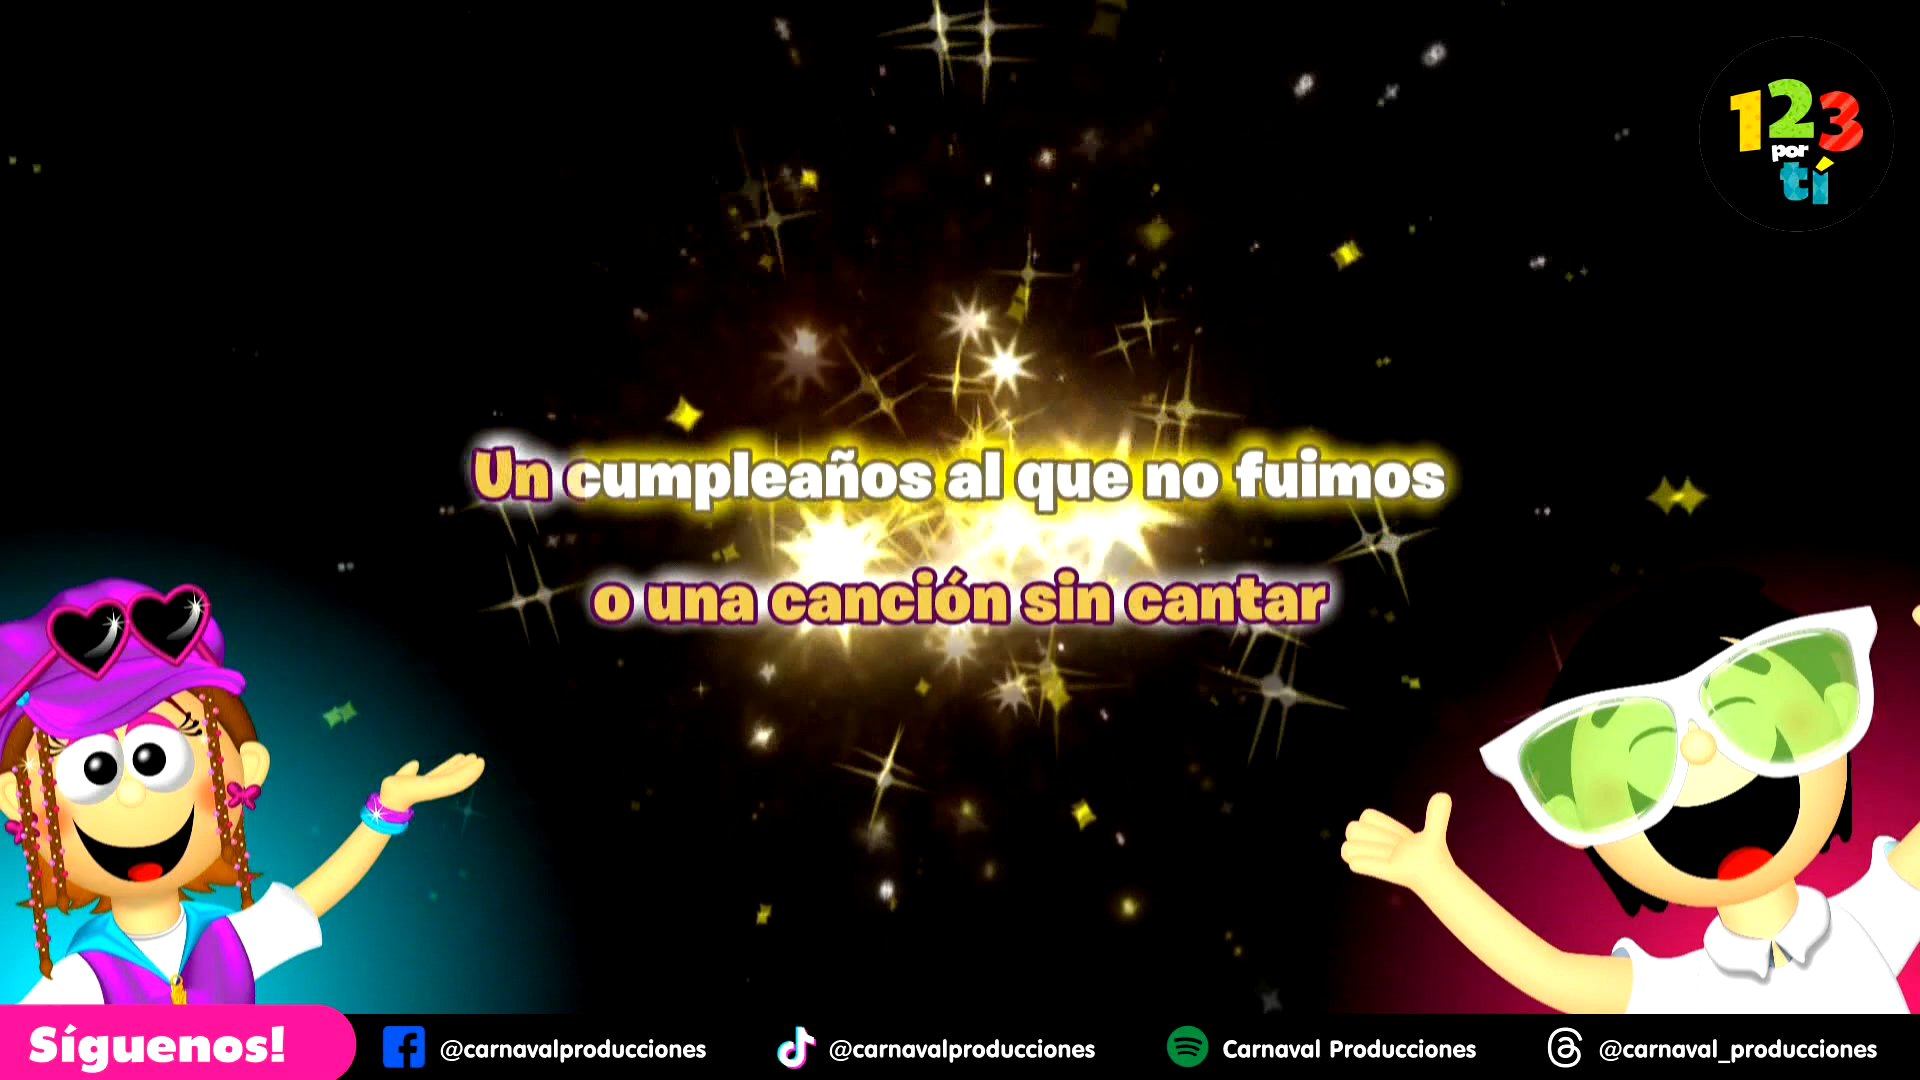 123
por
tí
Un cumpleaños al que no fuimos
o una canción sin cantar
Síguenos!
@carnavalproducciones
@carnavalproducciones
Carnaval Producciones
@carnaval_producciones